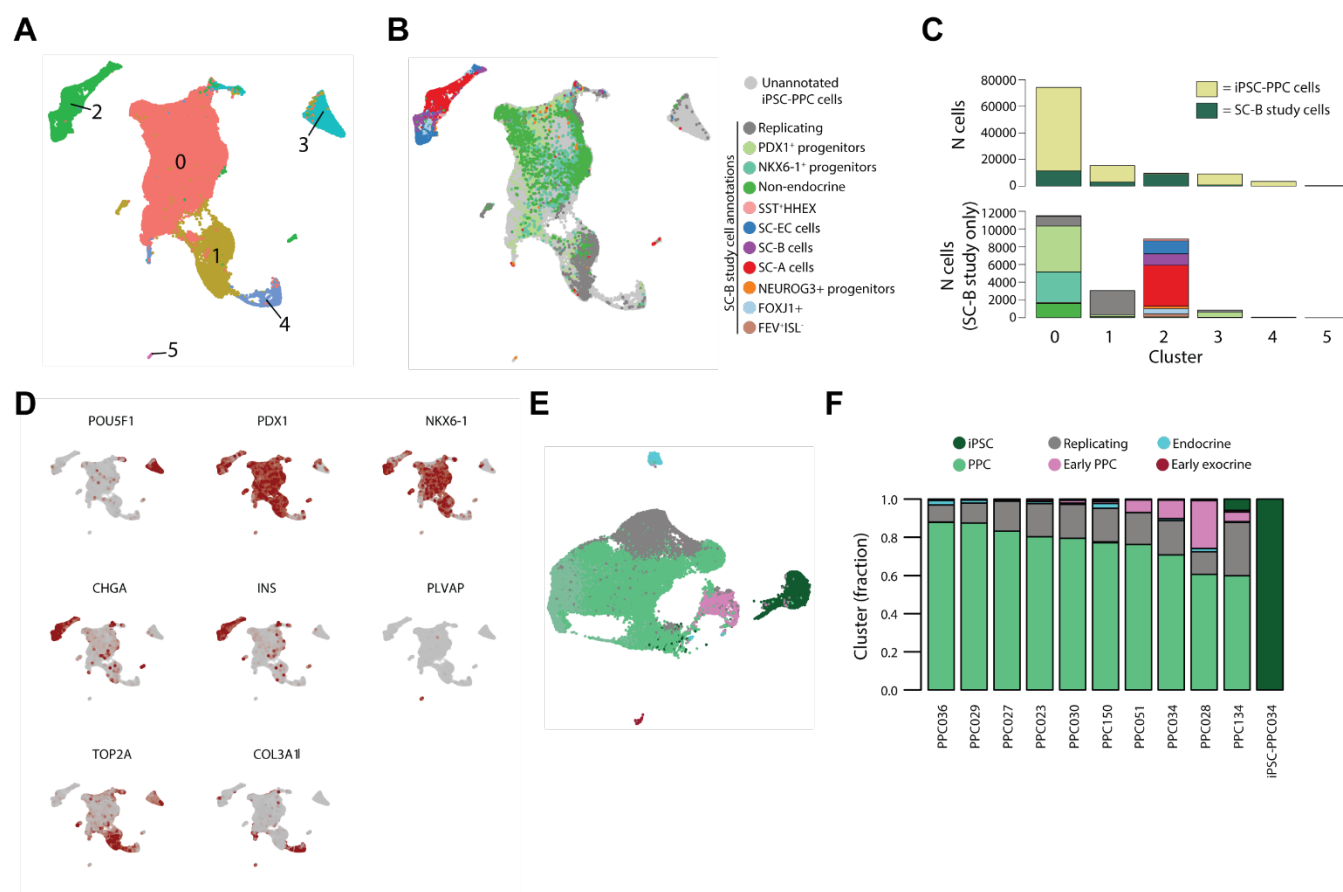 A
2
0
3
1
4
5
B
Unannotated
iPSC-PPC cells
SC-B study cell annotations
Replicating
PDX1⁺ progenitors
NKX6-1⁺ progenitors
Non-endocrine
SST⁺HHEX
SC-EC cells
SC-B cells
SC-A cells
NEUROG3+ progenitors
FOXJ1+
FEV⁺ISL⁻
C
= iPSC-PPC cells
= SC-B study cells
N cells
80000
60000
40000
20000
0
N cells
(SC-B study only)
12000
10000
8000
6000
4000
2000
0
0 1 2 3 4 5
Cluster
D
POU5F1 PDX1 NKX6-1
CHGA INS PLVAP
TOP2A COL3A1l
E
F
iPSC Replicating Endocrine
PPC Early PPC Early exocrine
Cluster (fraction)
1.0
0.8
0.6
0.4
0.2
0.0
PPC036
PPC029
PPC027
PPC023
PPC030
PPC150
PPC051
PPC034
PPC028
PPC134
iPSC-PPC034